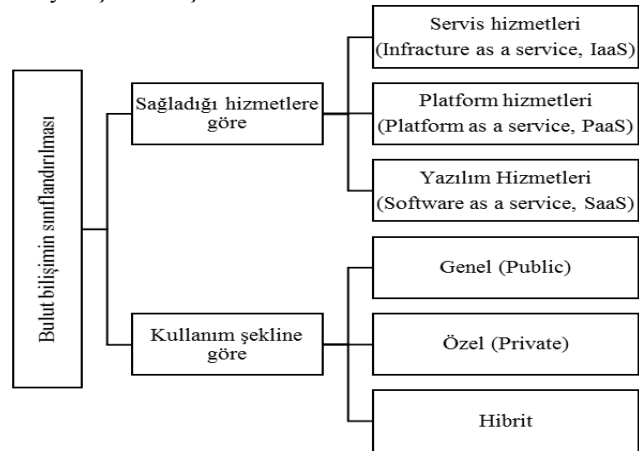 Servis hizmetleri
(Infracture as a service, IaaS)
Sağladığı hizmetlere
göre
Platform hizmetleri
(Platform as a service, PaaS)
Yazılım Hizmetleri
(Software as a service, SaaS)
Bulut bilişimin sınıflandırılması
Genel (Public)
Kullanım şekline
göre
Özel (Private)
Hibrit